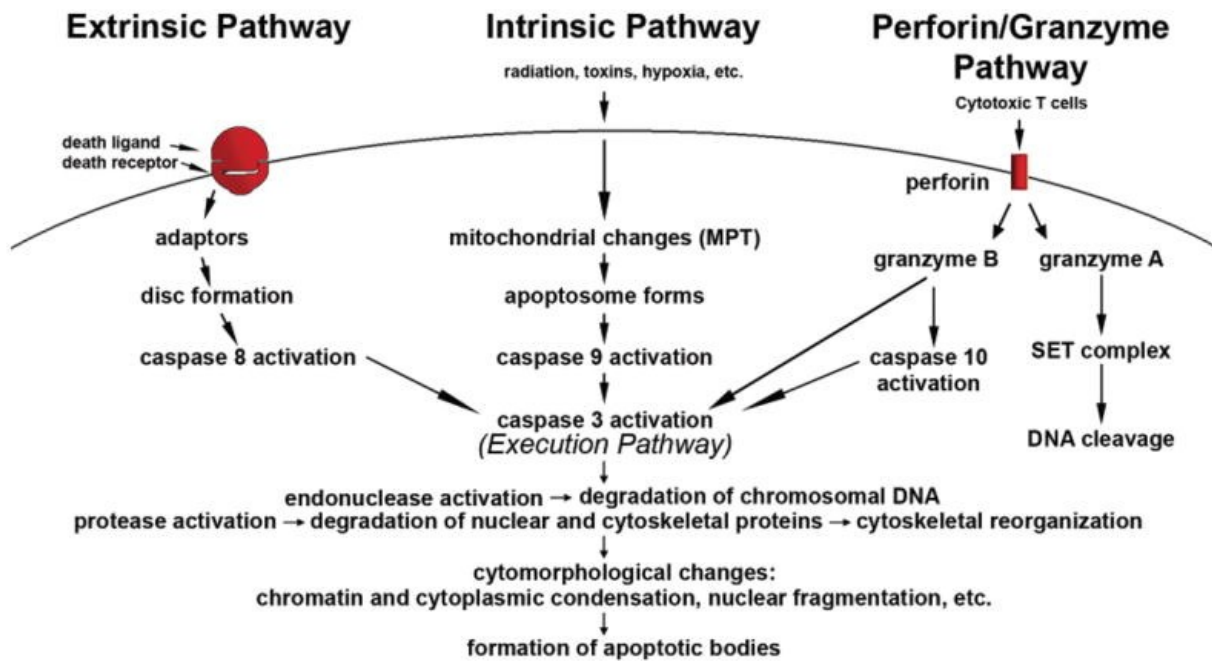 Extrinsic Pathway
Intrinsic Pathway
Perforin/Granzyme
Pathway
radiation, toxins, hypoxia, etc.
Cytotoxic T cells
death ligand
death receptor
perforin
adaptors
mitochondrial changes (MPT)
granzyme B
granzyme A
disc formation
apoptosome forms
caspase 8 activation
caspase 9 activation
caspase 10
activation
SET complex
caspase 3 activation
(Execution Pathway)
DNA cleavage
endonuclease activation → degradation of chromosomal DNA
protease activation → degradation of nuclear and cytoskeletal proteins → cytoskeletal reorganization
cytomorphological changes:
chromatin and cytoplasmic condensation, nuclear fragmentation, etc.
formation of apoptotic bodies